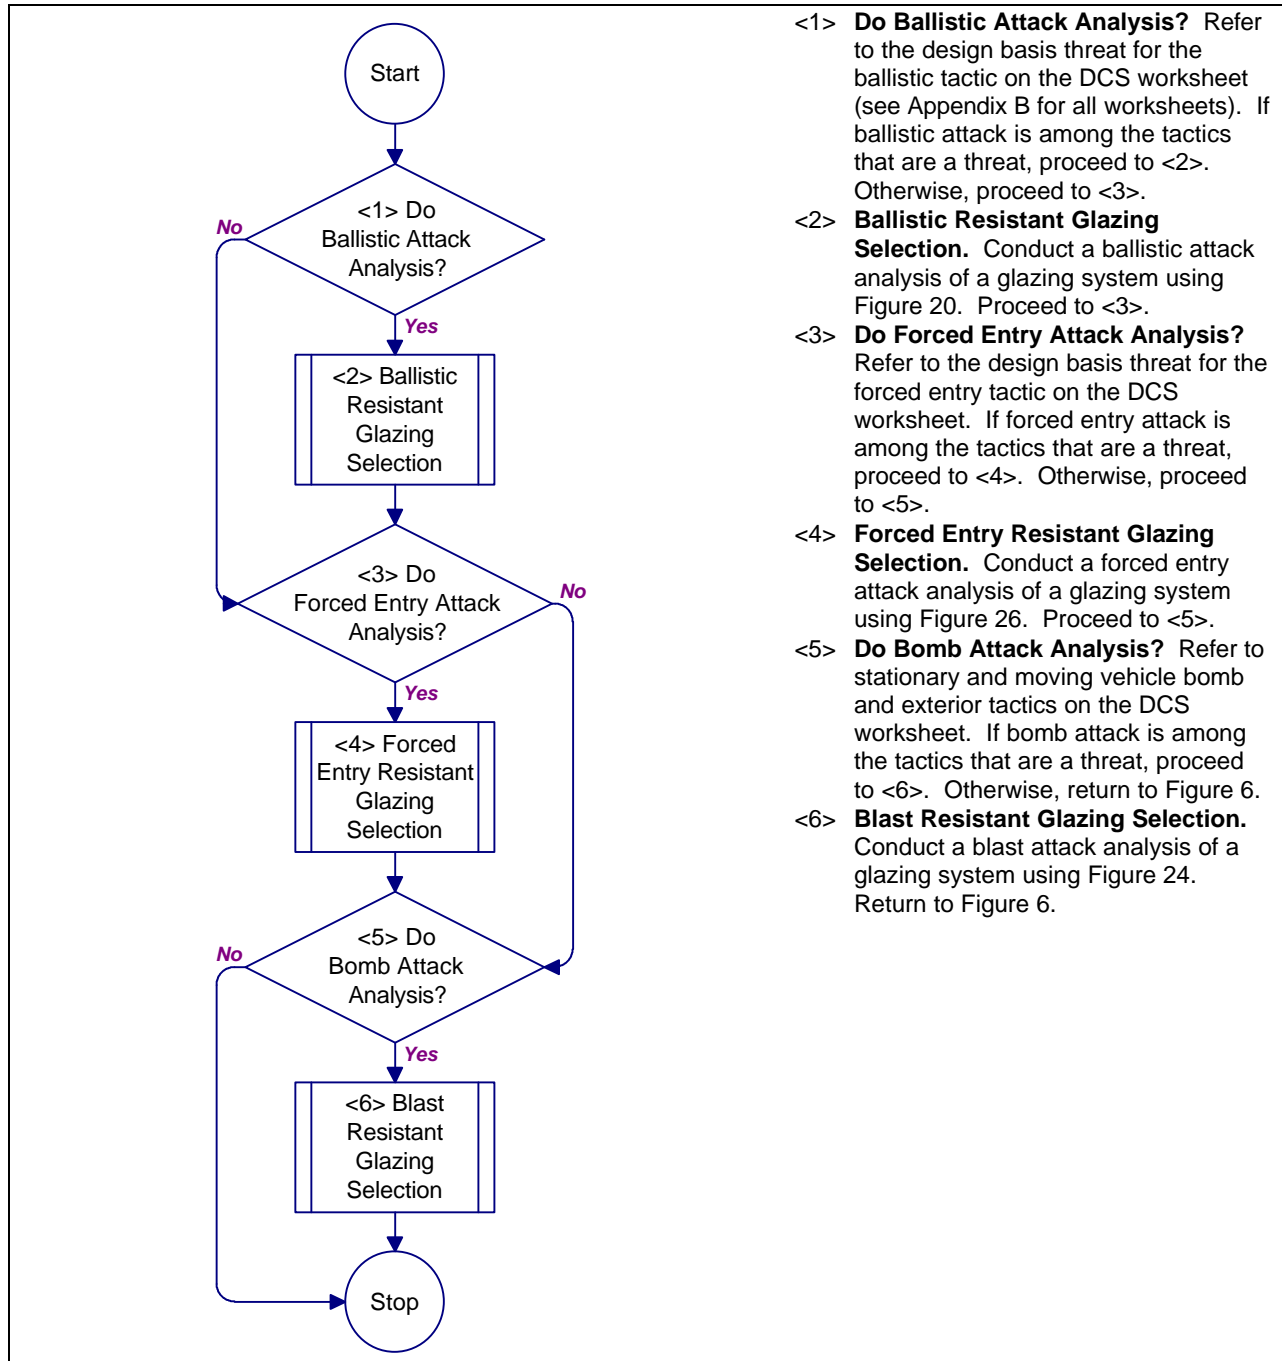 Start
<1> Do
Ballistic Attack
Analysis?
No
Yes
<2> Ballistic
Resistant
Glazing
Selection
<3> Do
Forced Entry Attack
Analysis?
No
Yes
<4> Forced
Entry Resistant
Glazing
Selection
<5> Do
Bomb Attack
Analysis?
No
Yes
<6> Blast
Resistant
Glazing
Selection
Stop
<1> Do Ballistic Attack Analysis? Refer
to the design basis threat for the
ballistic tactic on the DCS worksheet
(see Appendix B for all worksheets). If
ballistic attack is among the tactics
that are a threat, proceed to <2>.
Otherwise, proceed to <3>.
<2> Ballistic Resistant Glazing
Selection. Conduct a ballistic attack
analysis of a glazing system using
Figure 20. Proceed to <3>.
<3> Do Forced Entry Attack Analysis?
Refer to the design basis threat for the
forced entry tactic on the DCS
worksheet. If forced entry attack is
among the tactics that are a threat,
proceed to <4>. Otherwise, proceed
to <5>.
<4> Forced Entry Resistant Glazing
Selection. Conduct a forced entry
attack analysis of a glazing system
using Figure 26. Proceed to <5>.
<5> Do Bomb Attack Analysis? Refer to
stationary and moving vehicle bomb
and exterior tactics on the DCS
worksheet. If bomb attack is among
the tactics that are a threat, proceed
to <6>. Otherwise, return to Figure 6.
<6> Blast Resistant Glazing Selection.
Conduct a blast attack analysis of a
glazing system using Figure 24.
Return to Figure 6.